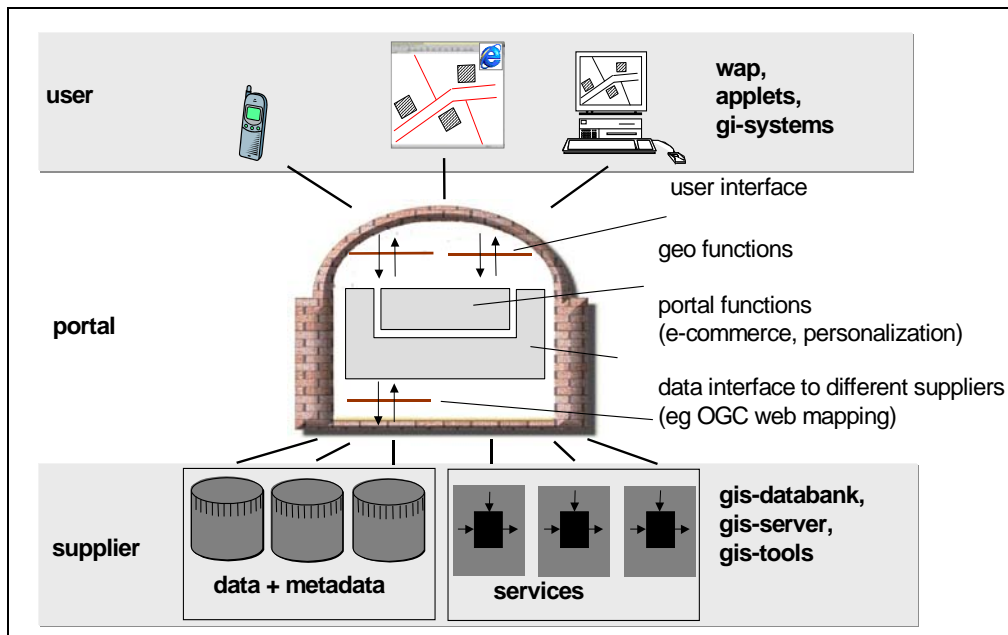 user
wap,
applets,
gi-systems
user interface
geo functions
portal
portal functions
(e-commerce, personalization)
data interface to different suppliers
(eg OGC web mapping)
supplier
data + metadata
services
gis-databank,
gis-server,
gis-tools